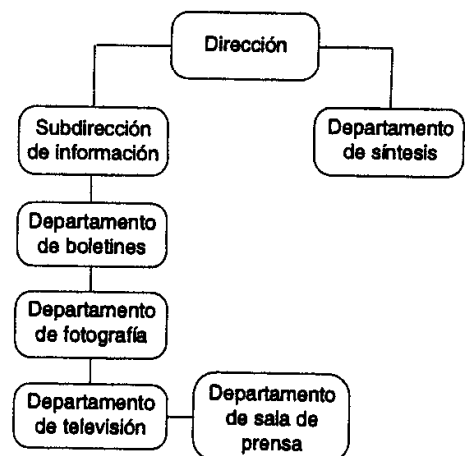 Dirección
Subdirección
de información
Departamento
de síntesis
Departamento
de boletines
Departamento
de fotografía
Departamento
de televisión
Departamento
de sala de
prensa